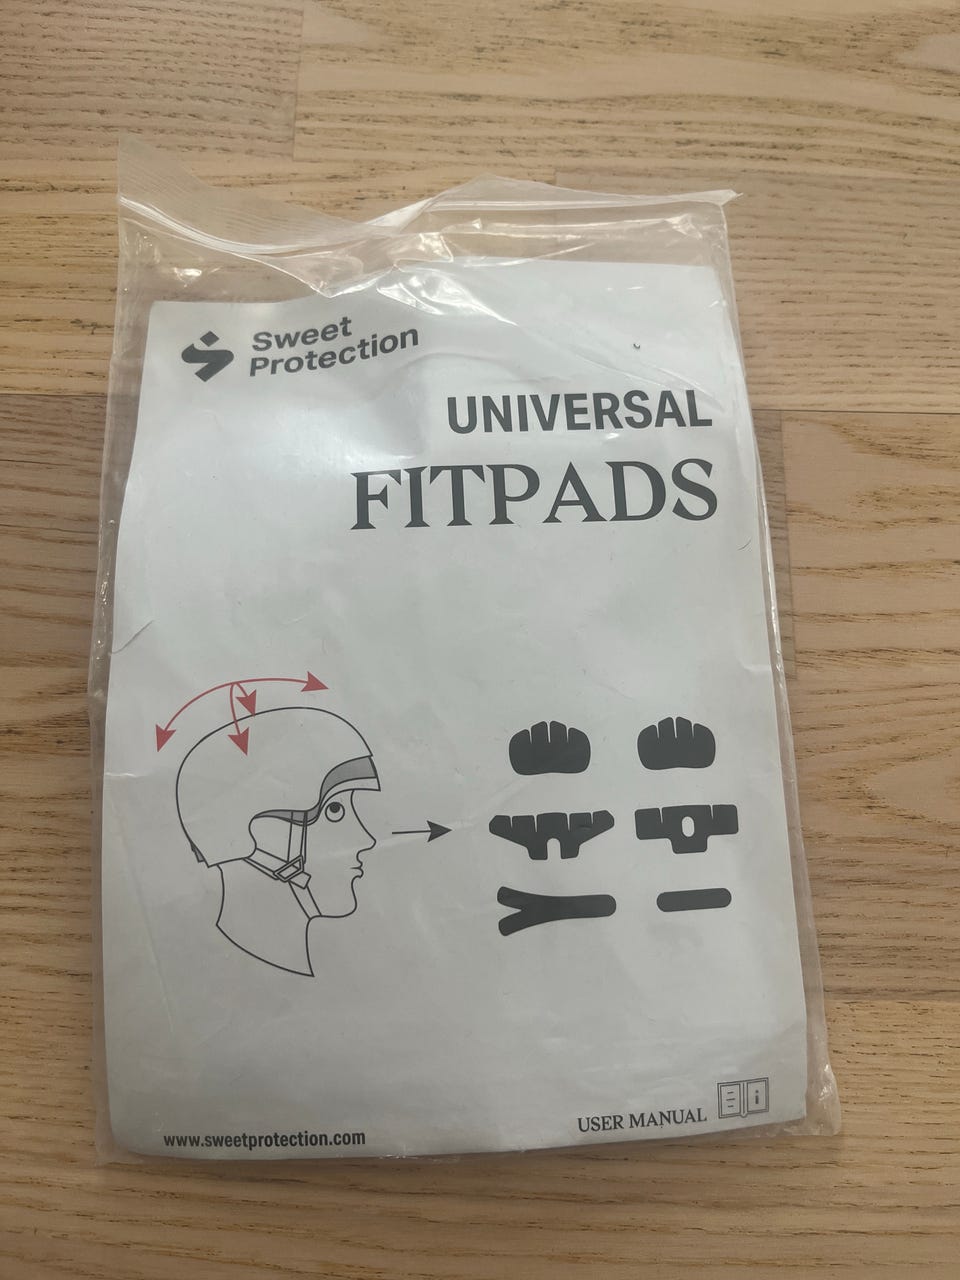 Sweet
Protection
UNIVERSAL
FITPADS
www.sweetprotection.com
USER MANUAL
i